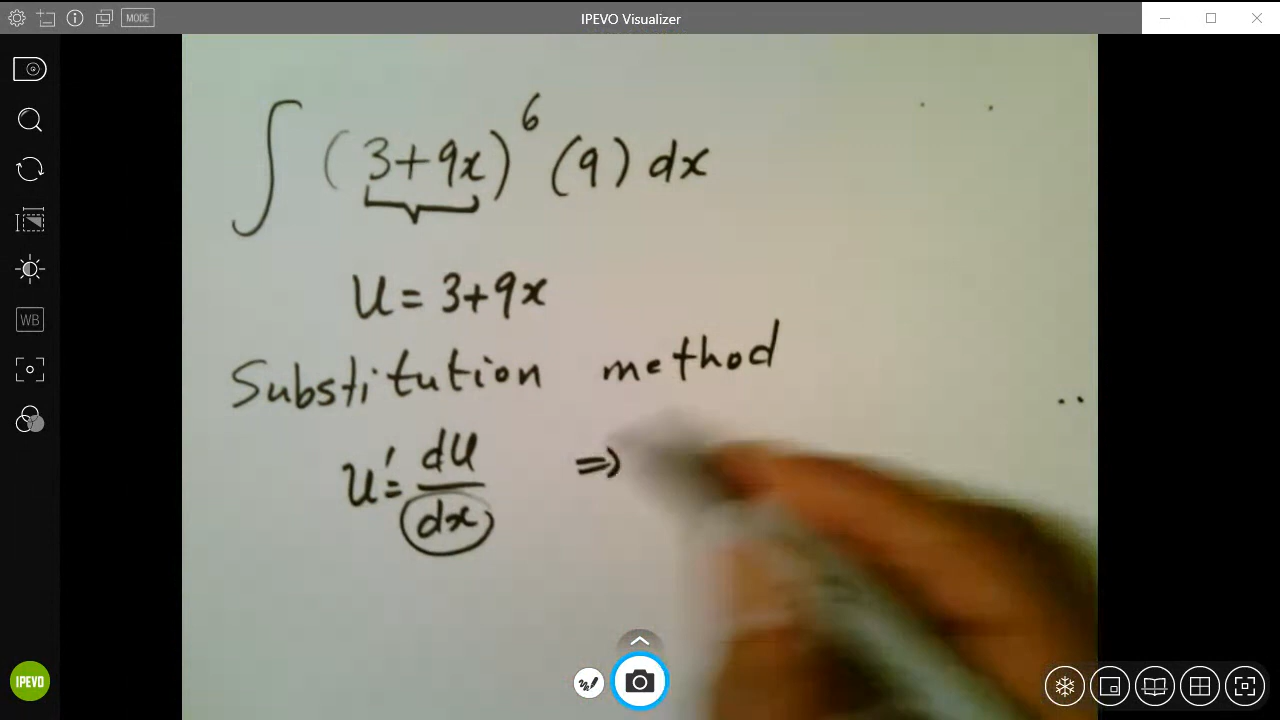 MODE
IPEVO Visualizer
∫ (3+9x)^6 (9) dx
U = 3+9x
WB
Substitution method
U' = dU/dx ⇒
IPEVO